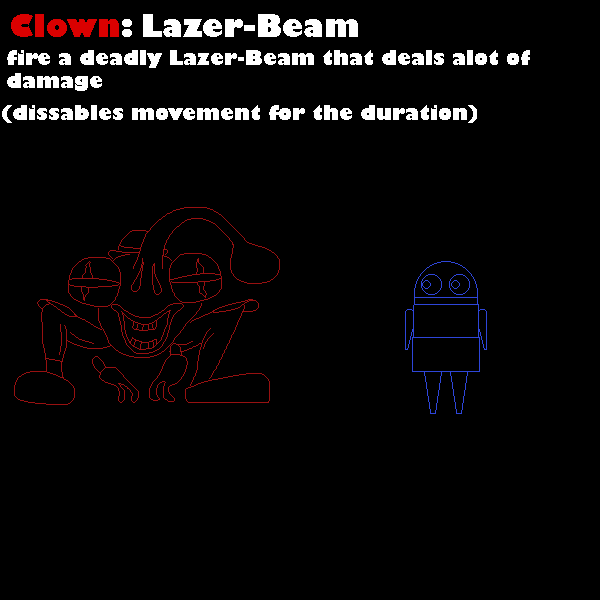 Clown: Lazer-Beam
fire a deadly Lazer-Beam that deals alot of
damage
(dissables movement for the duration)